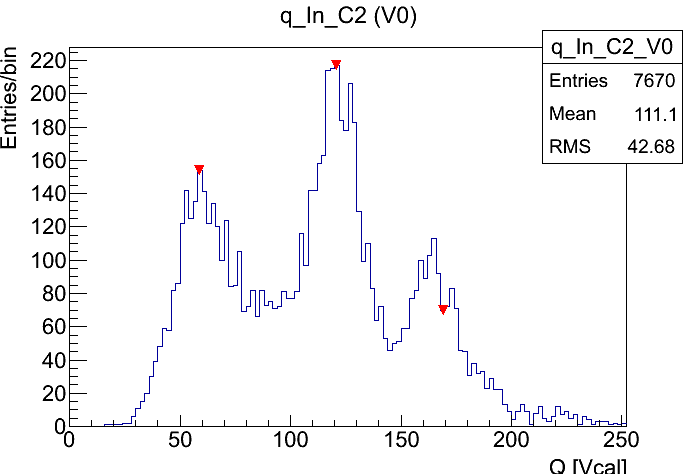 q_In_C2 (V0)
q_In_C2_V0
Entries 7670
Mean 111.1
RMS 42.68
Entries/bin
220
200
180
160
140
120
100
80
60
40
20
0
0 50 100 150 200 250
Q [Vcal]